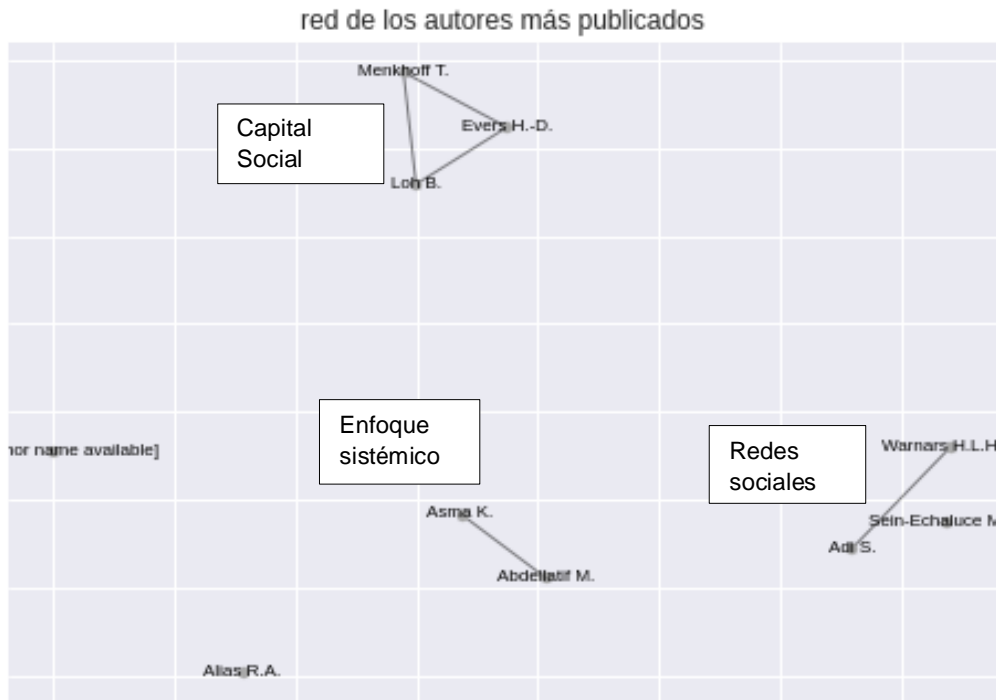 red de los autores más publicados
Menkhoff T.
Capital
Social
Evers H.-D.
Loh B.
Enfoque
sistémico
Redes
sociales
Warnars H.L.H
nor name available]
Asma K.
Sein-Echaluce M
Adi S.
Abdellatif M.
Alias R.A.